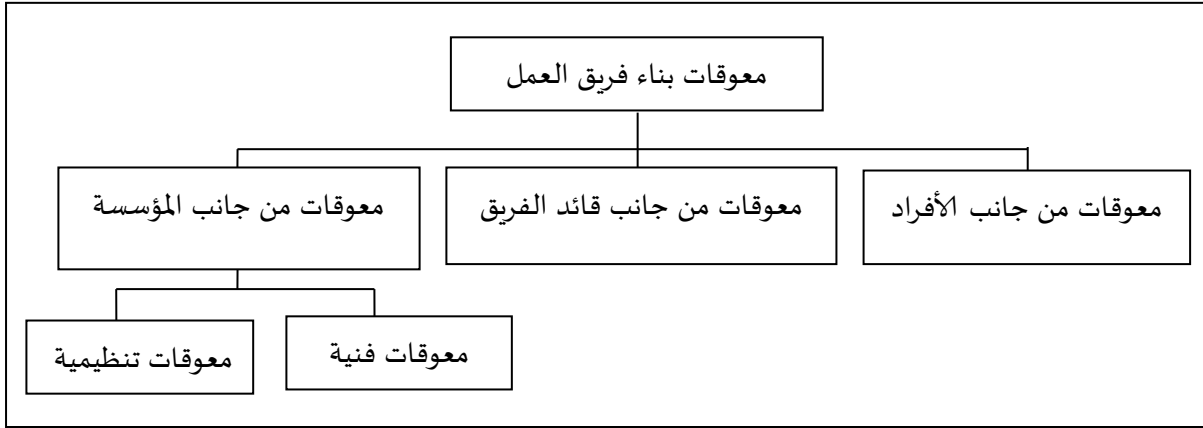 معوقات بناء فريق العمل
معوقات من جانب الأفراد
معوقات من جانب قائد الفريق
معوقات من جانب المؤسسة
معوقات فنية
معوقات تنظيمية